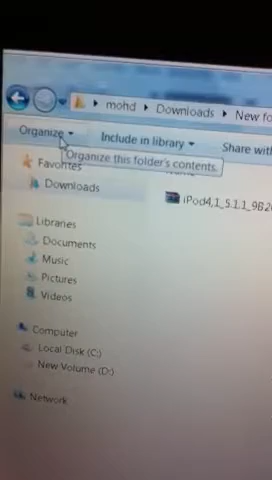 mohd Downloads New fo
Organize Include in library Share with
Organize this folder's contents.
Favorites
Downloads
iPod4,1_5.1.1_9B2
Libraries
Documents
Music
Pictures
Videos
Computer
Local Disk (C:)
New Volume (D:)
Network